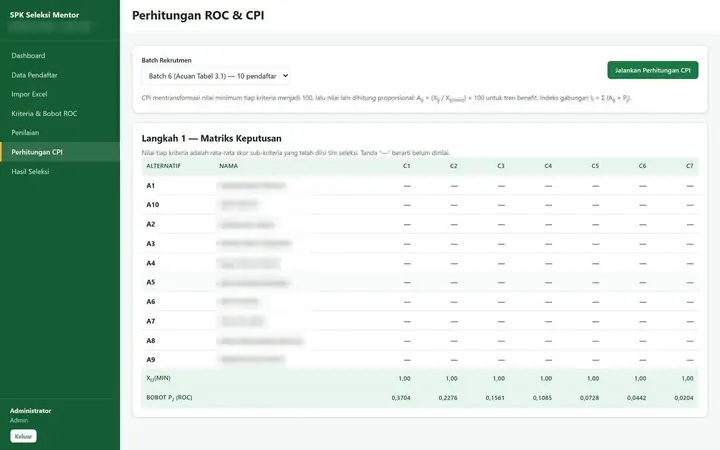 SPK Seleksi Mentor
Dashboard
Data Pendaftar
Impor Excel
Kriteria & Bobot ROC
Penilaian
Perhitungan CPI
Hasil Seleksi
Administrator
Admin
Keluar
Perhitungan ROC & CPI
Batch Rekrutmen
Batch 6 (Acuan Tabel 3.1) — 10 pendaftar
Jalankan Perhitungan CPI
CPI mentransformasi nilai minimum tiap kriteria menjadi 100, lalu nilai lain dihitung proporsional: Aij = (Xij / Xij(min)) × 100 untuk tren benefit. Indeks gabungan Ii = Σ (Aij × Pj).
Langkah 1 — Matriks Keputusan
Nilai tiap kriteria adalah rata-rata skor sub-kriteria yang telah diisi tim seleksi. Tanda "—" berarti belum dinilai.
ALTERNATIF NAMA C1 C2 C3 C4 C5 C6 C7
A1 — — — — — — —
A10 — — — — — — —
A2 — — — — — — —
A3 — — — — — — —
A4 — — — — — — —
A5 — — — — — — —
A6 — — — — — — —
A7 — — — — — — —
A8 — — — — — — —
A9 — — — — — — —
XIJ(MIN) 1,00 1,00 1,00 1,00 1,00 1,00 1,00
BOBOT PJ (ROC) 0,3704 0,2276 0,1561 0,1085 0,0728 0,0442 0,0204